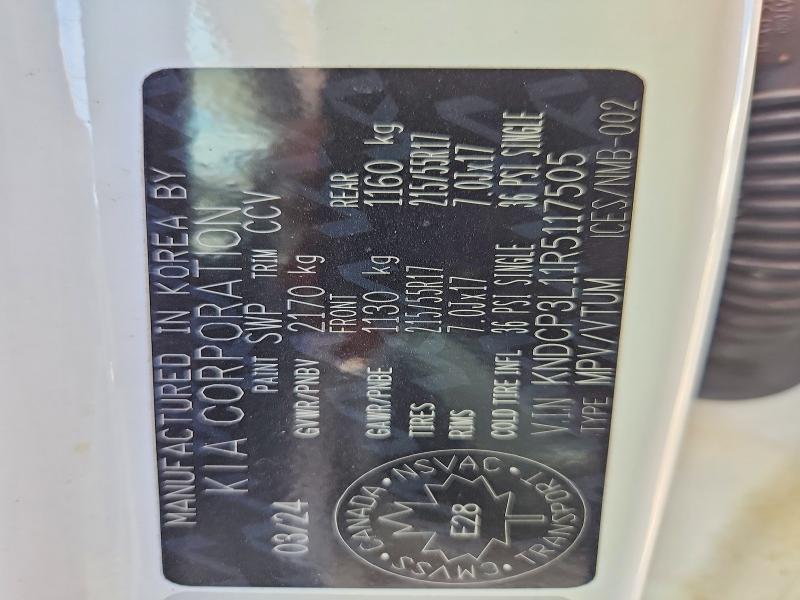 MANUFACTURED IN KOREA BY
KIA CORPORATION
03/24 PAINT SWP TRIM CCV
GVWR/PNBV 2170 kg
FRONT REAR
GAWR/PNBE 1130 kg 1160 kg
TIRES 215/55R17 215/55R17
RIMS 7.0Jx17 7.0Jx17
COLD TIRE INFL 36 PSI SINGLE 36 PSI SINGLE
VIN KNDCP3L11R5117505
TYPE MPV/VTUM ICES/NMB-002
CANADA • NSVAC • TRANSPORT • CMVSS •
E28